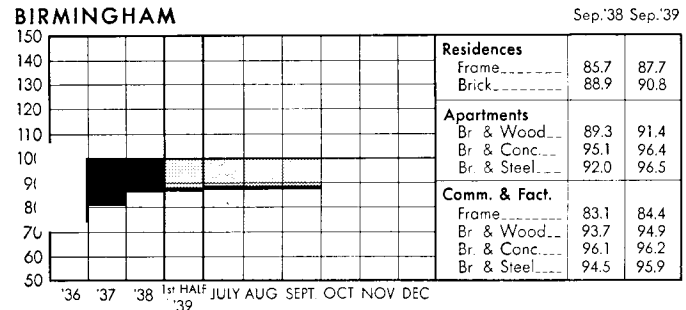 BIRMINGHAM
Sep.'38 Sep.'39
150
140
130
120
110
10(
9(
8(
70
60
50
'36 '37 '38 1st HALF '39 JULY AUG SEPT. OCT NOV DEC
Residences
Frame 85.7 87.7
Brick 88.9 90.8
Apartments
Br. & Wood 89.3 91.4
Br. & Conc. 95.1 96.4
Br. & Steel 92.0 96.5
Comm. & Fact.
Frame 83.1 84.4
Br. & Wood 93.7 94.9
Br. & Conc. 96.1 96.2
Br. & Steel 94.5 95.9